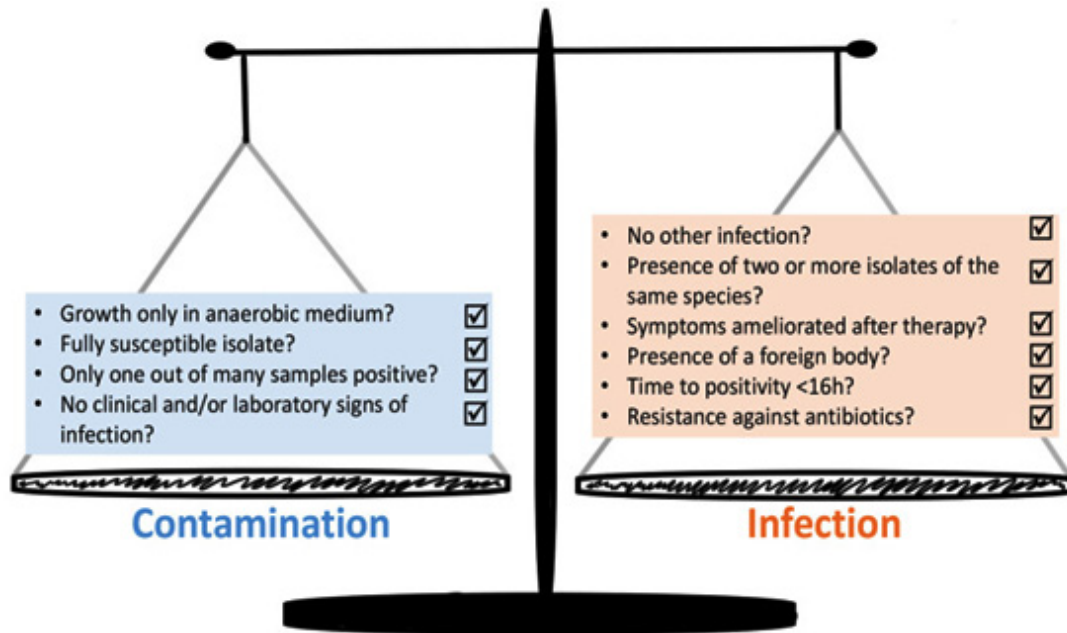 • Growth only in anaerobic medium? ☑
• Fully susceptible isolate? ☑
• Only one out of many samples positive? ☑
• No clinical and/or laboratory signs of ☑
infection?
Contamination
• No other infection? ☑
• Presence of two or more isolates of the ☑
same species?
• Symptoms ameliorated after therapy? ☑
• Presence of a foreign body? ☑
• Time to positivity <16h? ☑
• Resistance against antibiotics? ☑
Infection